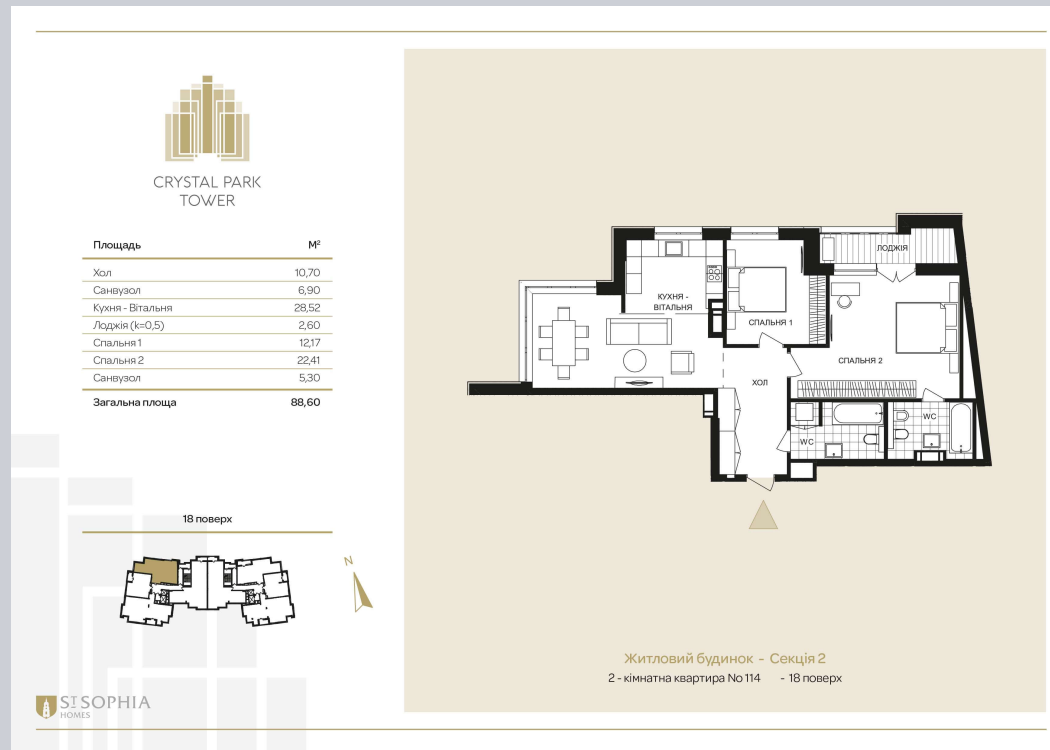 CRYSTAL PARK
TOWER
Площадь М²
Хол 10,70
Санвузол 6,90
Кухня - Вітальня 28,52
Лоджія (k=0,5) 2,60
Спальня 1 12,17
Спальня 2 22,41
Санвузол 5,30
Загальна площа 88,60
18 поверх
N
ST SOPHIA
HOMES
ЛОДЖІЯ
КУХНЯ -
ВІТАЛЬНЯ
СПАЛЬНЯ 1
СПАЛЬНЯ 2
ХОЛ
WC
WC
Житловий будинок - Секція 2
2 - кімнатна квартира No 114 - 18 поверх